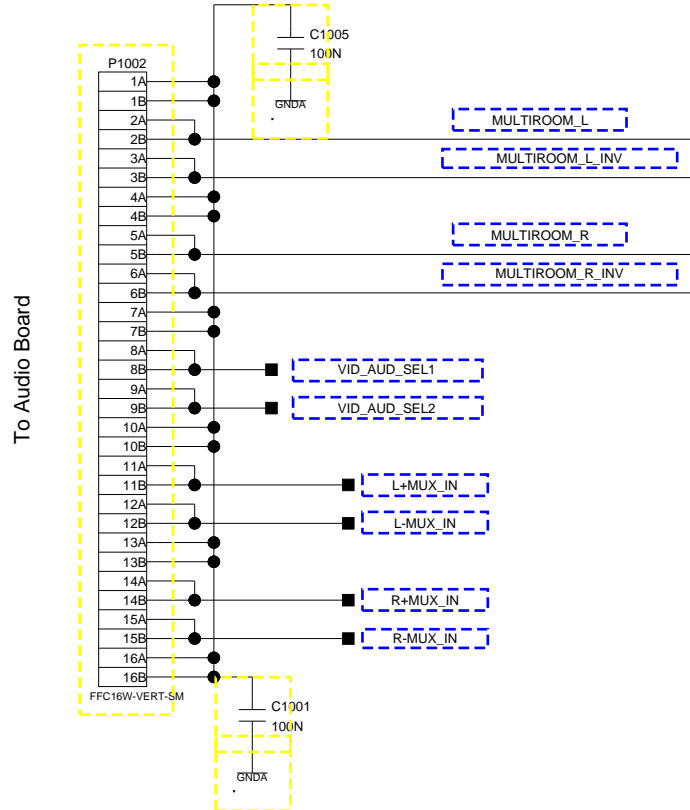 C1005
100N
GNDA
P1002
1A
1B
2A
MULTIROOM_L
2B
3A
MULTIROOM_L_INV
3B
4A
4B
5A
MULTIROOM_R
5B
6A
MULTIROOM_R_INV
6B
7A
7B
8A
8B
VID_AUD_SEL1
9A
9B
VID_AUD_SEL2
10A
10B
11A
11B
L+MUX_IN
12A
12B
L-MUX_IN
13A
13B
14A
14B
R+MUX_IN
15A
15B
R-MUX_IN
16A
16B
FFC16W-VERT-SM
To Audio Board
C1001
100N
GNDA